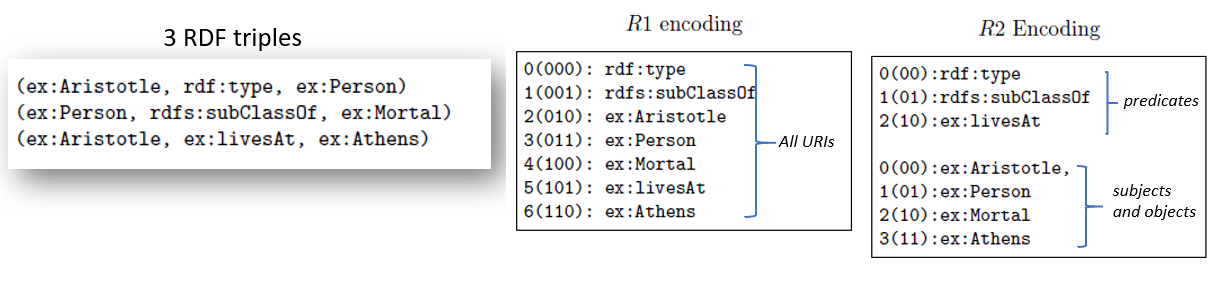 3 RDF triples
(ex:Aristotle, rdf:type, ex:Person)
(ex:Person, rdfs:subClassOf, ex:Mortal)
(ex:Aristotle, ex:livesAt, ex:Athens)
R1 encoding
0(000): rdf:type
1(001): rdfs:subClassOf
2(010): ex:Aristotle
3(011): ex:Person
4(100): ex:Mortal
5(101): ex:livesAt
6(110): ex:Athens
All URIs
R2 Encoding
0(00):rdf:type
1(01):rdfs:subClassOf
2(10):ex:livesAt
predicates
0(00):ex:Aristotle,
1(01):ex:Person
2(10):ex:Mortal
3(11):ex:Athens
subjects
and objects